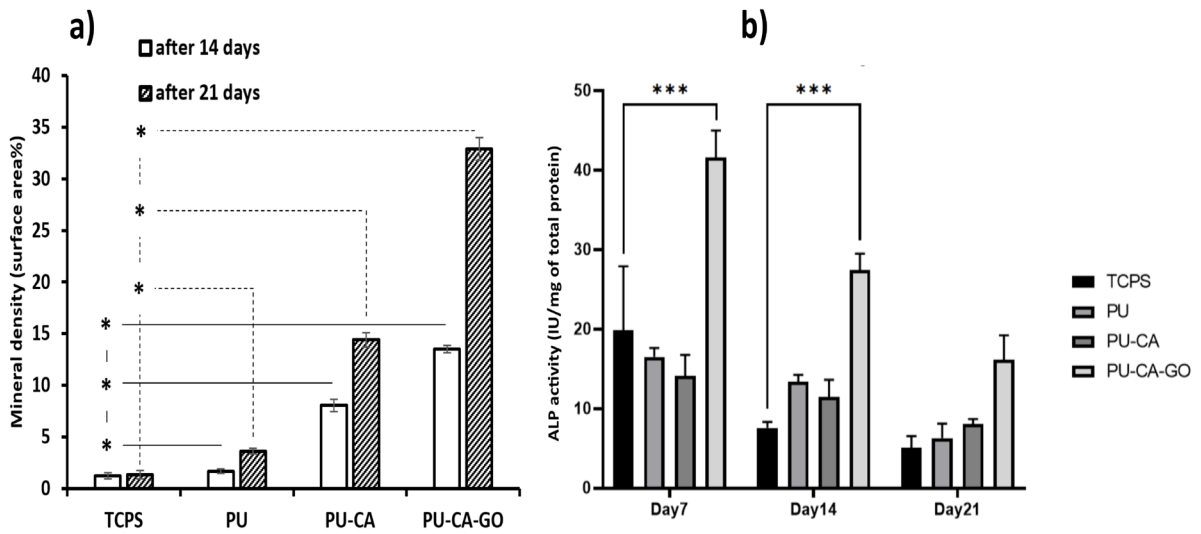 a)
after 14 days
after 21 days
Mineral density (surface area%)
40
35
30
25
20
15
10
5
0
*
*
*
*
*
*
TCPS PU PU-CA PU-CA-GO
b)
ALP activity (IU/mg of total protein)
50
40
30
20
10
0
*** ***
Day7 Day14 Day21
TCPS
PU
PU-CA
PU-CA-GO